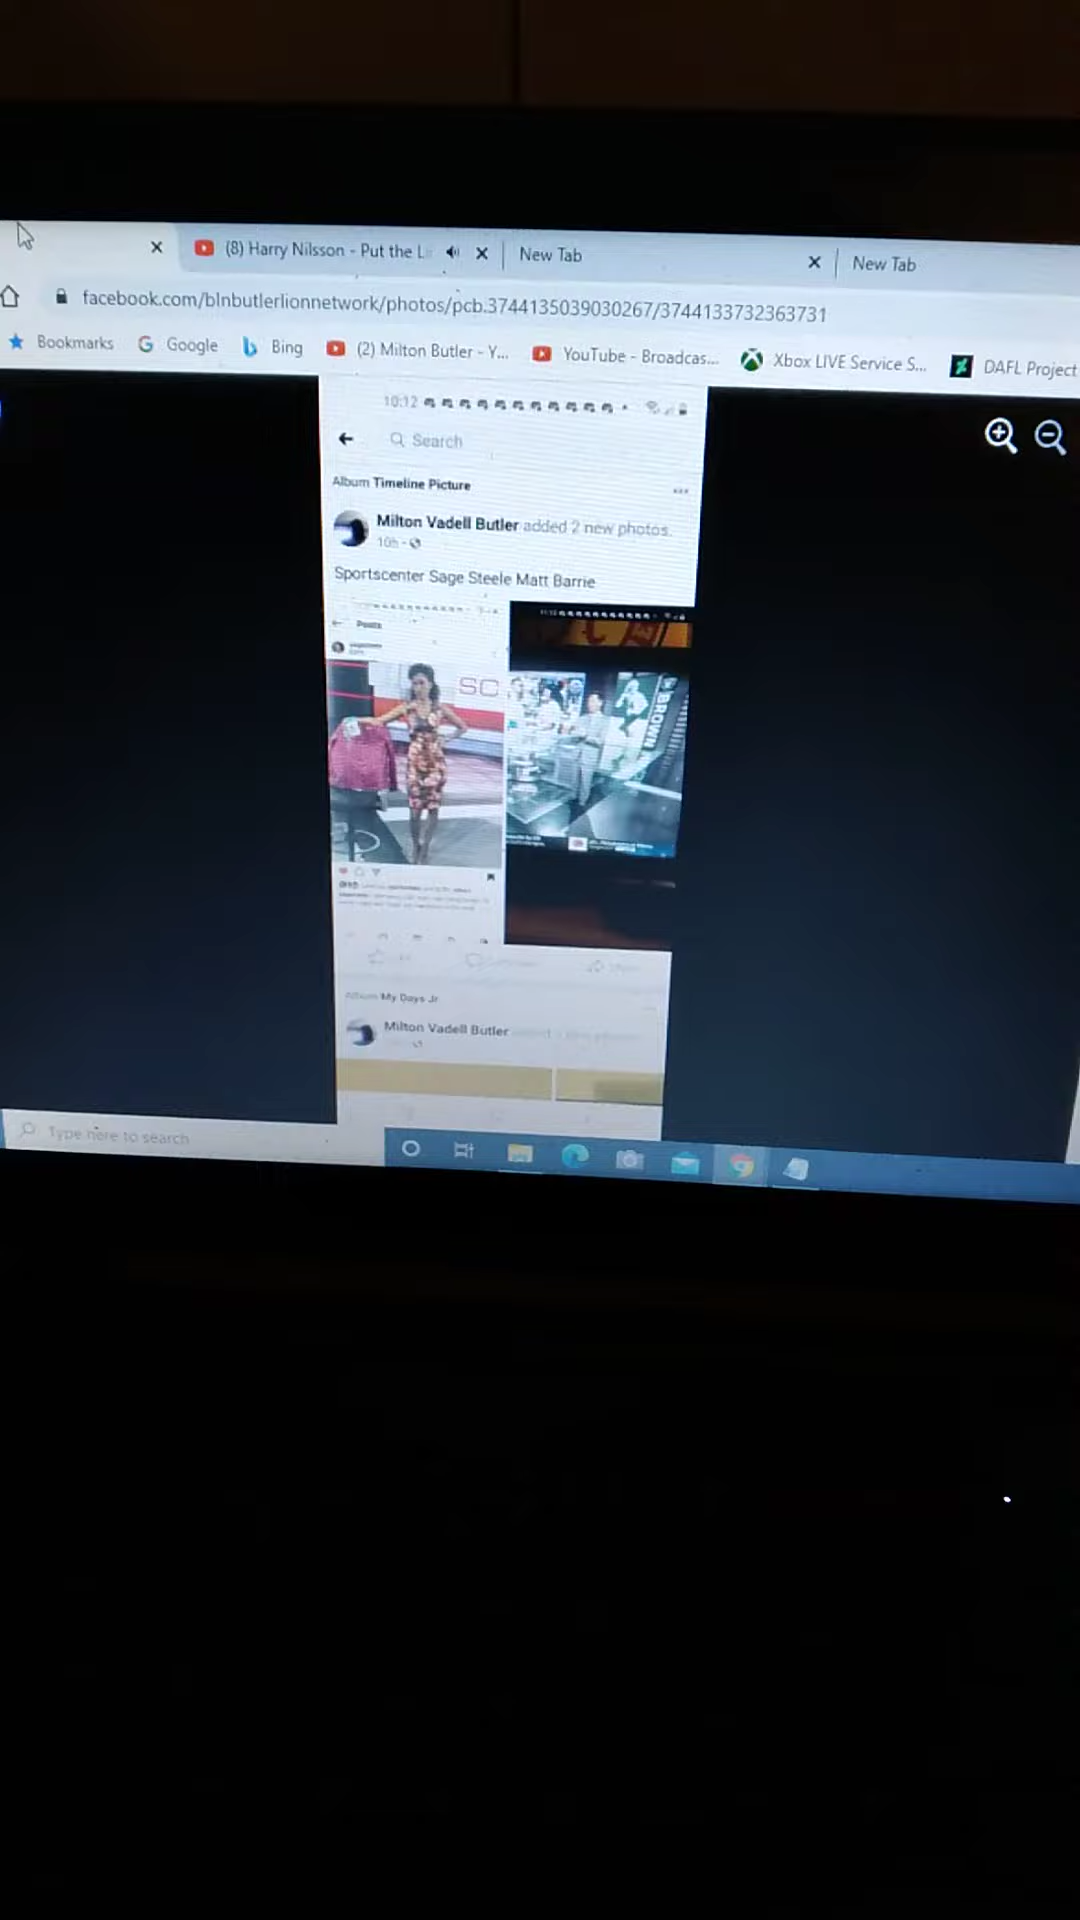 (8) Harry Nilsson - Put the L
New Tab
New Tab
facebook.com/blnbutlerlionnetwork/photos/pcb.3744135039030267/3744133732363731
Bookmarks
Google
Bing
(2) Milton Butler - Y...
YouTube - Broadcas...
Xbox LIVE Service S...
DAFL Project
10:12
Search
Album Timeline Picture
Milton Vadell Butler added 2 new photos.
10h
Sportscenter Sage Steele Matt Barrie
Posts
SC
BROWN
Album My Days Jr
Milton Vadell Butler
Type here to search